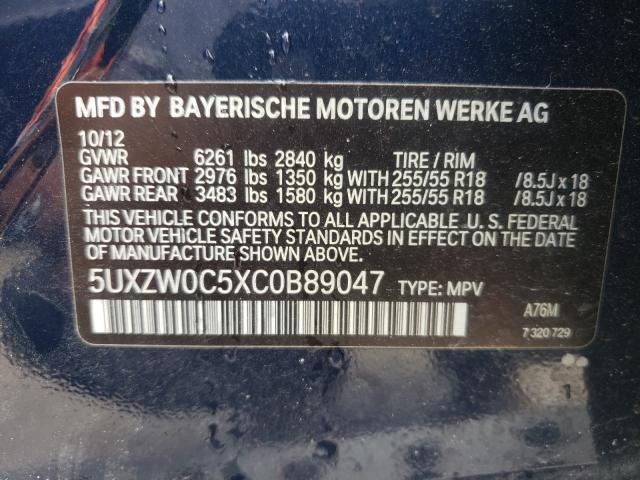 MFD BY BAYERISCHE MOTOREN WERKE AG
10/12
GVWR 6261 lbs 2840 kg TIRE / RIM
GAWR FRONT 2976 lbs 1350 kg WITH 255/55 R18 /8.5J x 18
GAWR REAR 3483 lbs 1580 kg WITH 255/55 R18 /8.5J x 18
THIS VEHICLE CONFORMS TO ALL APPLICABLE U. S. FEDERAL
MOTOR VEHICLE SAFETY STANDARDS IN EFFECT ON THE DATE
OF MANUFACTURE SHOWN ABOVE.
5UXZW0C5XC0B89047 TYPE: MPV
A76M
7 320 729